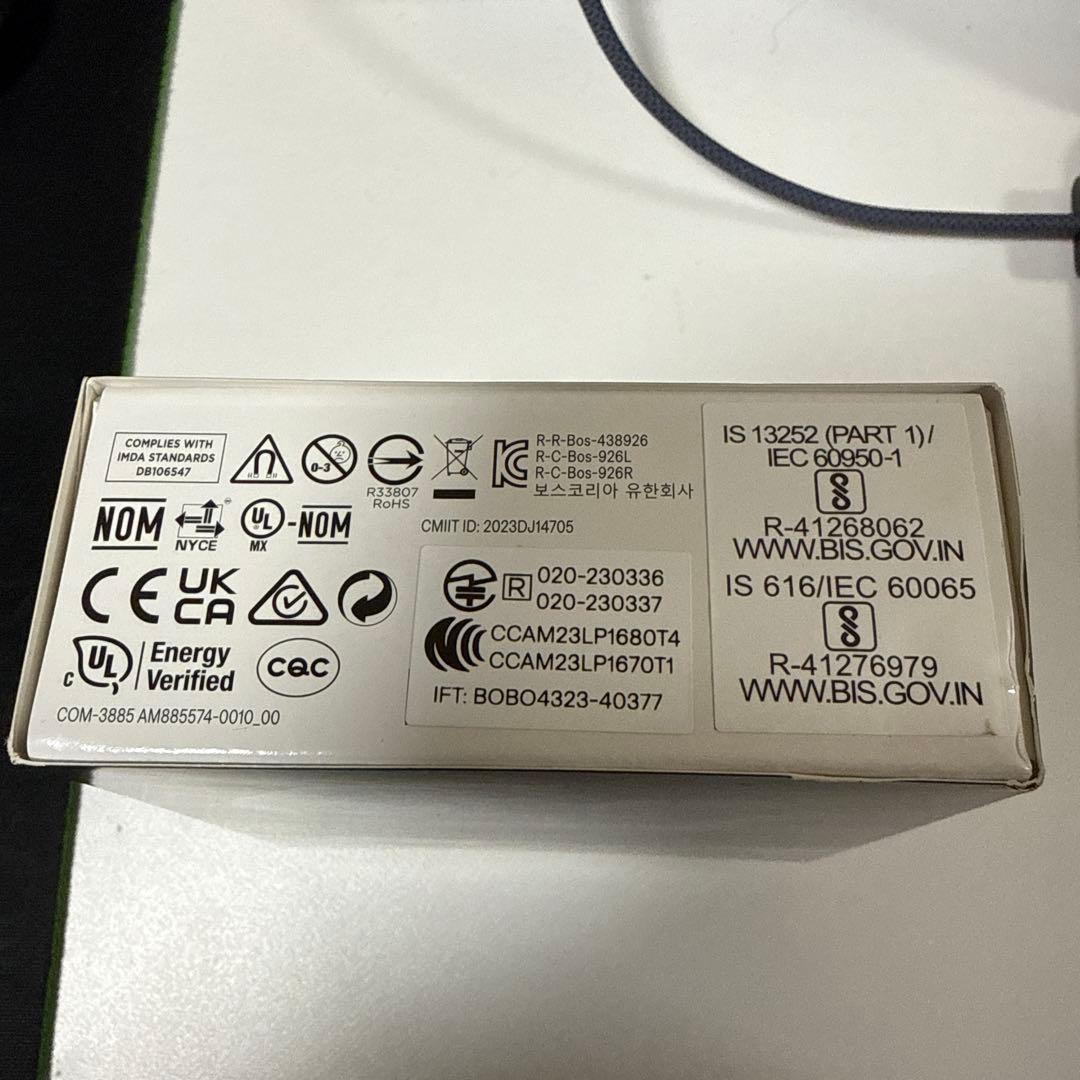 COMPLIES WITH
IMDA STANDARDS
DB106547
0-3
R33807
RoHS
R-R-Bos-438926
R-C-Bos-926L
R-C-Bos-926R
보스코리아 유한회사
NOM
NYCE
UL
MX
-NOM
CMIIT ID: 2023DJ14705
CE
UK
CA
C UL
Energy
Verified
CQC
COM-3885 AM885574-0010_00
R 020-230336
020-230337
CCAM23LP1680T4
CCAM23LP1670T1
IFT: BOBO4323-40377
IS 13252 (PART 1)/
IEC 60950-1
R-41268062
WWW.BIS.GOV.IN
IS 616/IEC 60065
R-41276979
WWW.BIS.GOV.IN